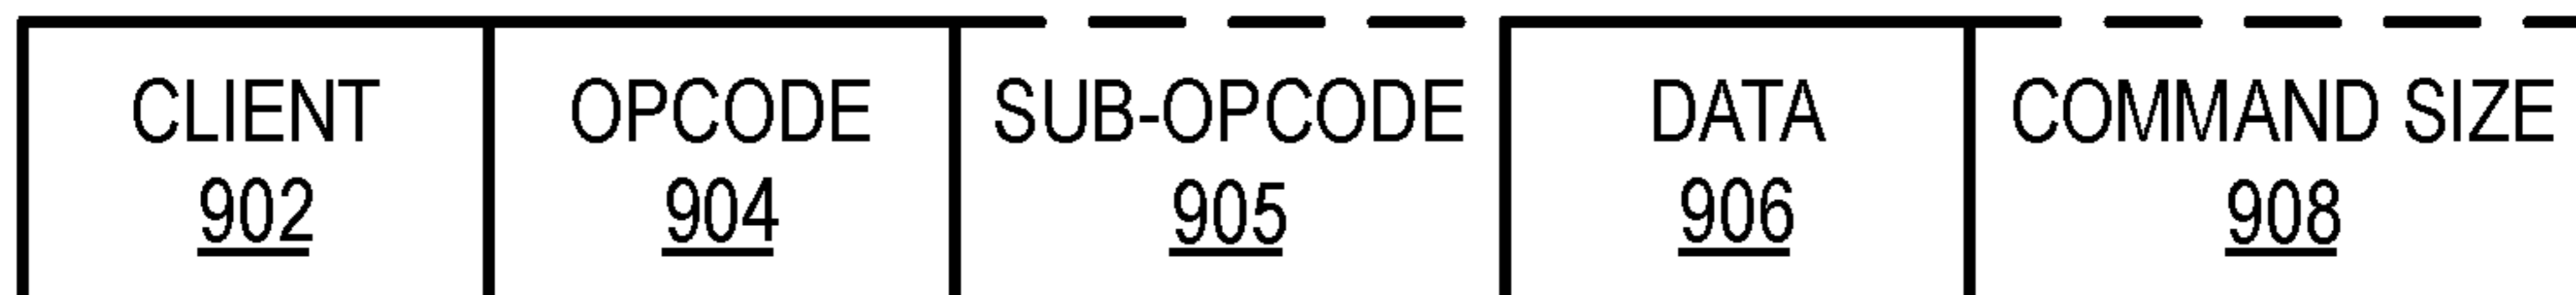 CLIENT OPCODE SUB-OPCODE DATA COMMAND SIZE
902 904 905 906 908